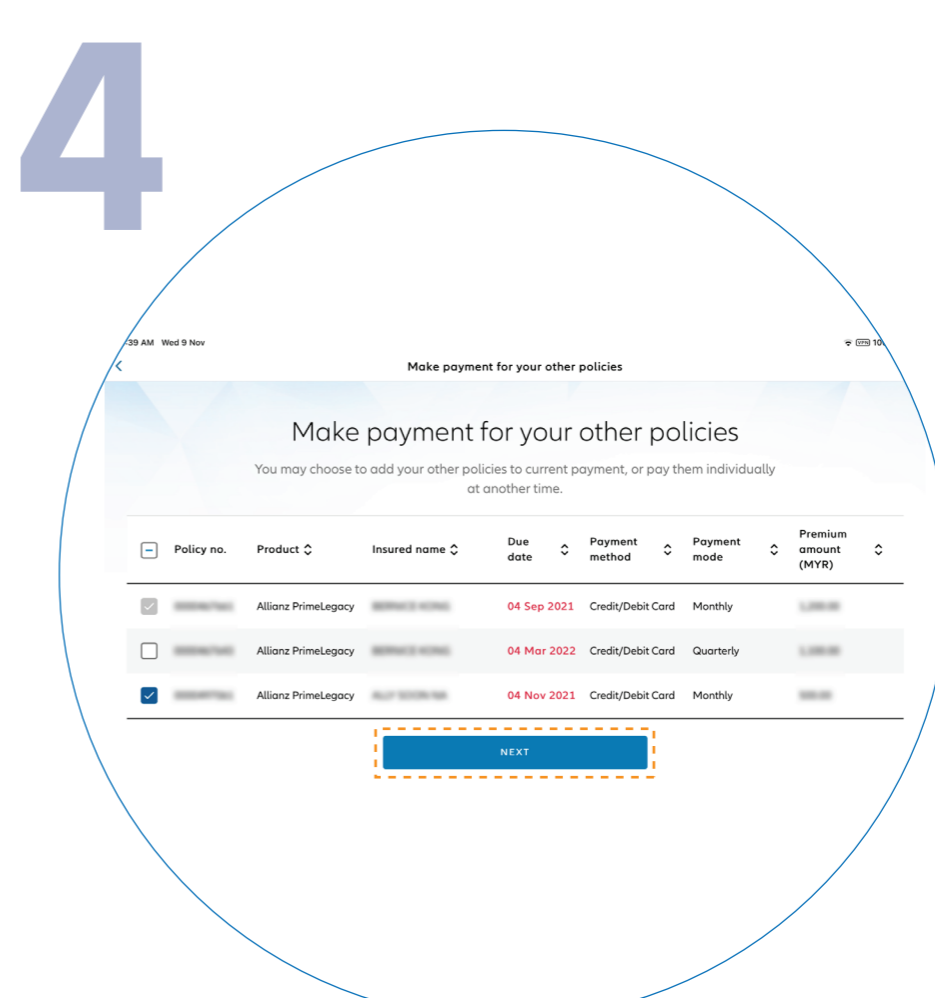 4
:39 AM Wed 9 Nov
VPN 10
Make payment for your other policies
Make payment for your other policies
You may choose to add your other policies to current payment, or pay them individually
at another time.
Policy no. Product Insured name Due date Payment method Payment mode Premium amount (MYR)
Allianz PrimeLegacy 04 Sep 2021 Credit/Debit Card Monthly
Allianz PrimeLegacy 04 Mar 2022 Credit/Debit Card Quarterly
Allianz PrimeLegacy 04 Nov 2021 Credit/Debit Card Monthly
NEXT